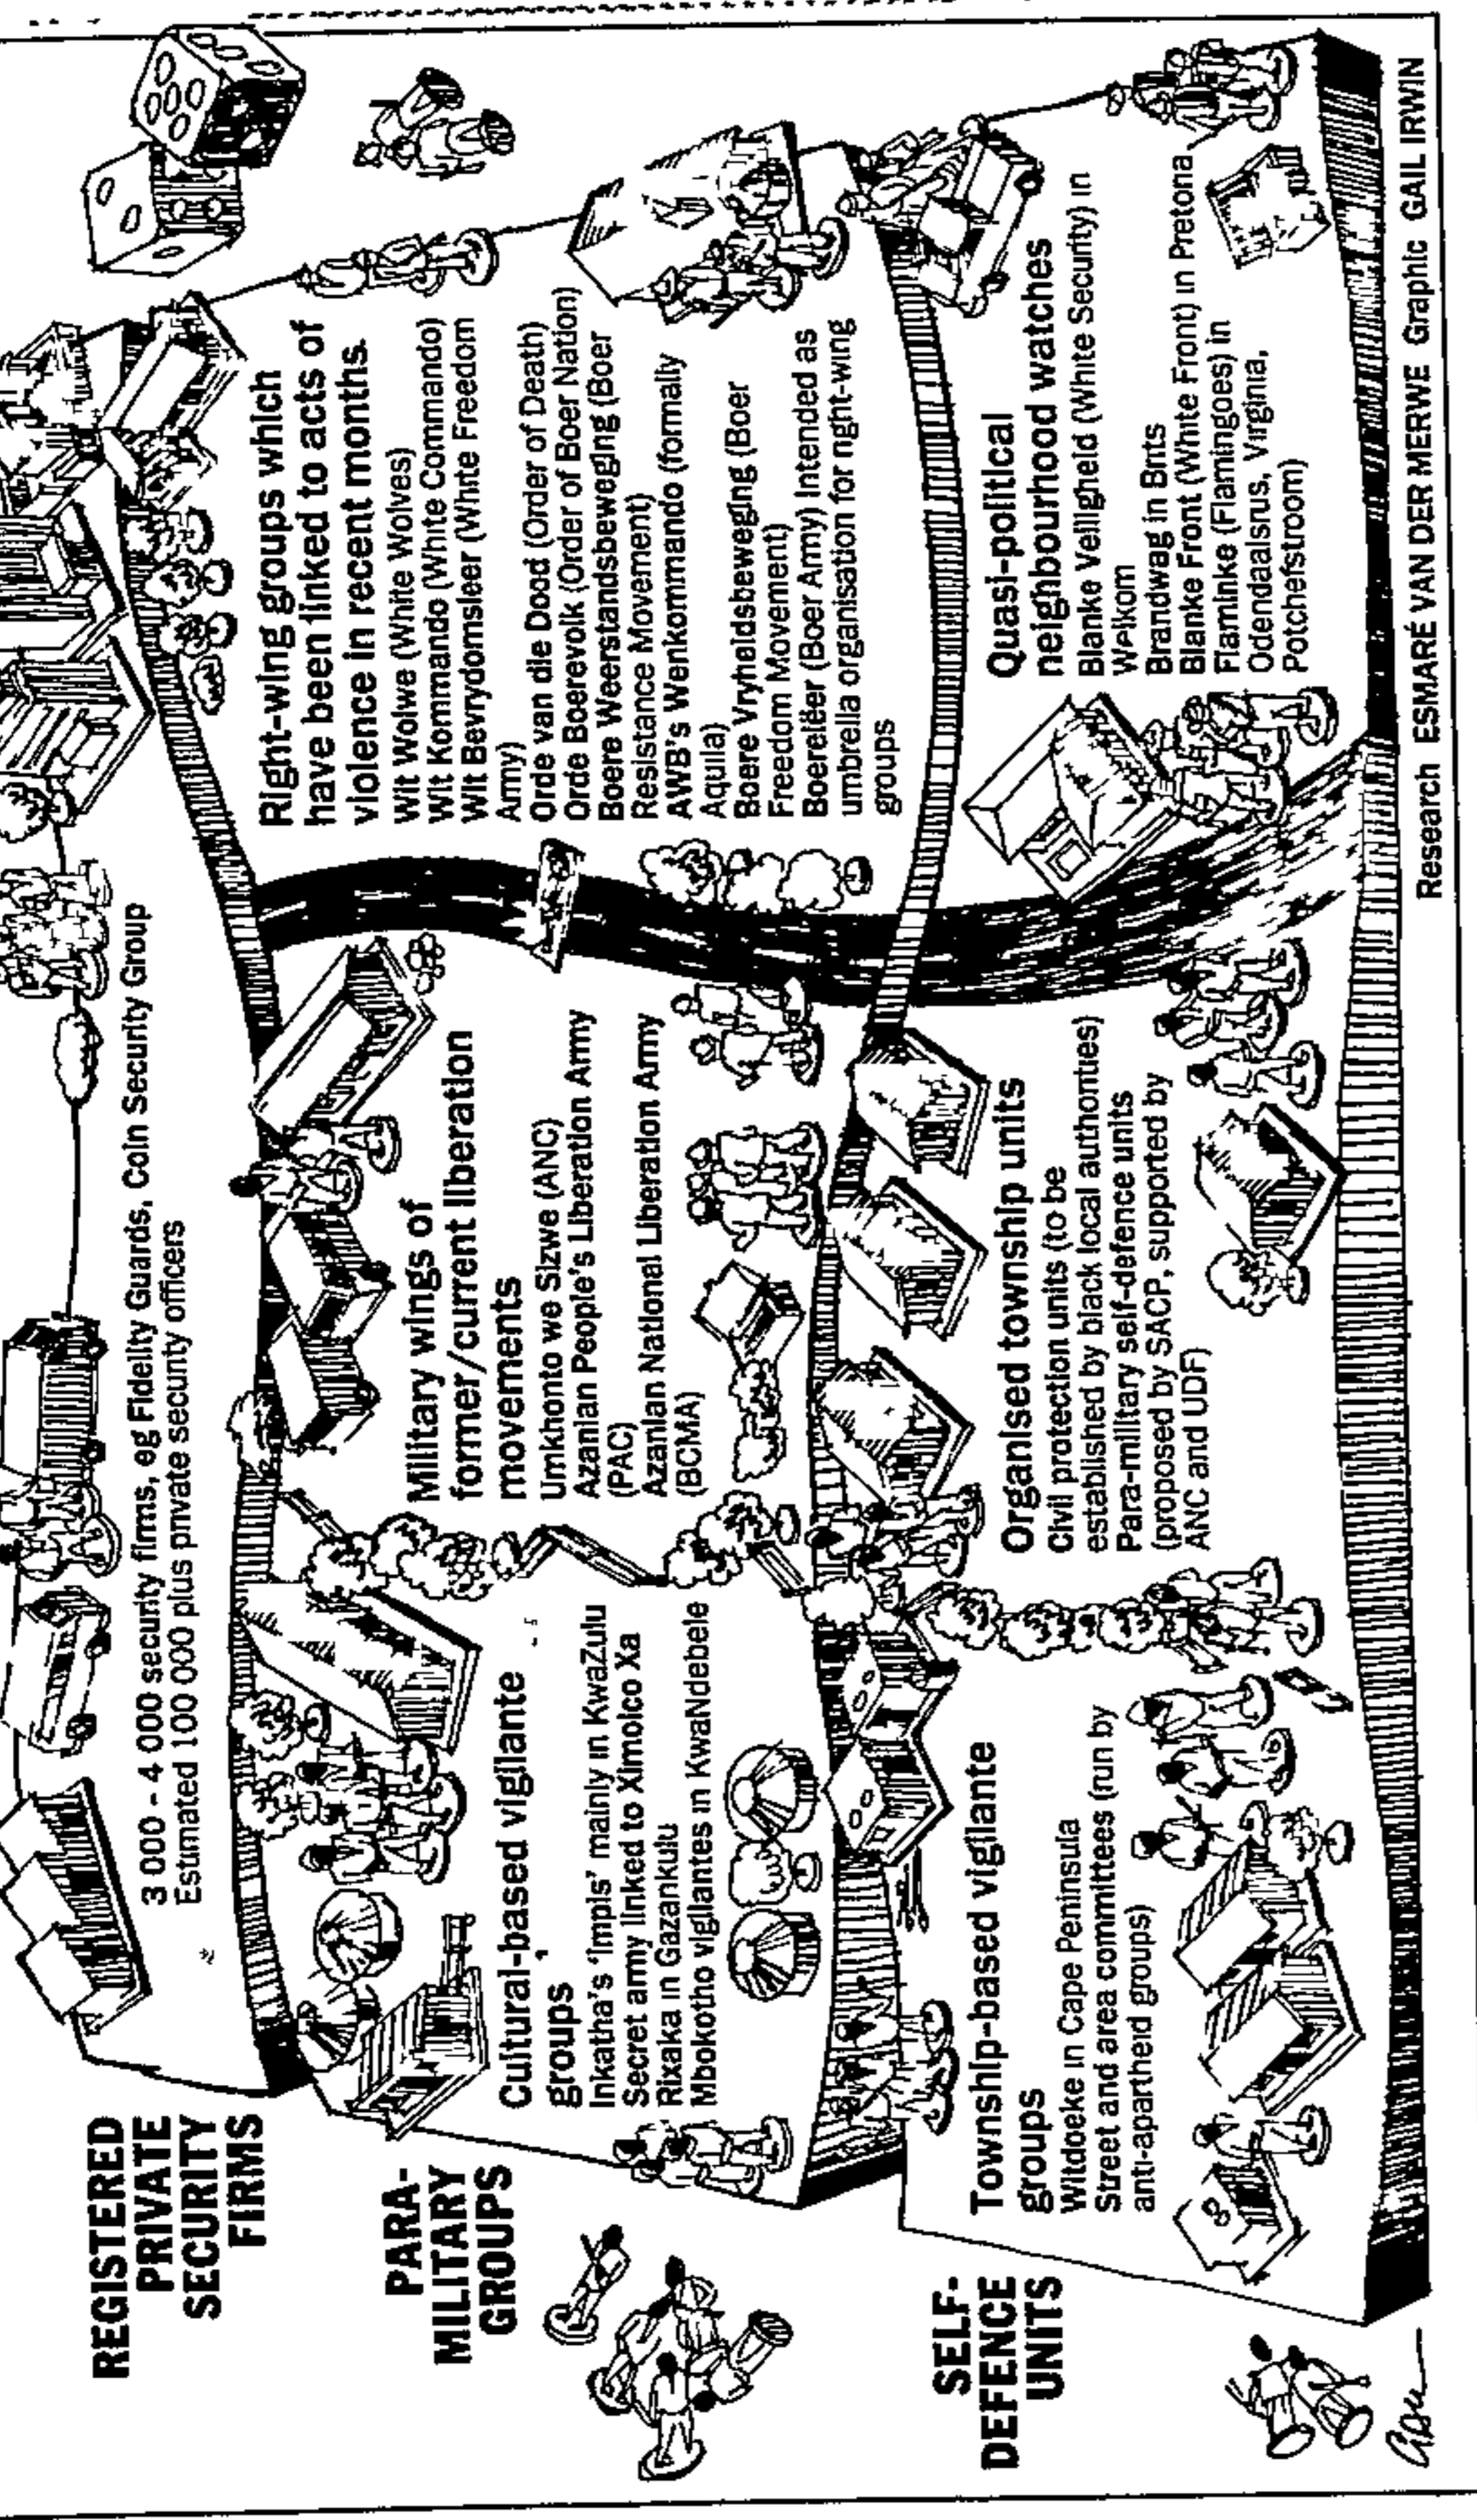 REGISTERED
PRIVATE
SECURITY
FIRMS
3 000 - 4 000 security firms, eg Fidelity Guards, Coin Security Group
Estimated 100 000 plus private security officers
PARA-
MILITARY
GROUPS
Cultural-based vigilante
groups
Inkatha's 'impis' mainly in KwaZulu
Secret army linked to Ximoko Xa
Rixaka in Gazankulu
Mbokotho vigilantes in KwaNdebele
Military wings of
former/current liberation
movements
Umkhonto we Sizwe (ANC)
Azanian People's Liberation Army
(PAC)
Azanian National Liberation Army
(BCMA)
Right-wing groups which
have been linked to acts of
violence in recent months.
Wit Wolwe (White Wolves)
Wit Kommando (White Commando)
Wit Bevrydomsleer (White Freedom
Army)
Orde van die Dood (Order of Death)
Orde Boerevolk (Order of Boer Nation)
Boere Weerstandsbeweging (Boer
Resistance Movement)
AWB's Wenkommando (formally
Aquila)
Boere Vryheidsbeweging (Boer
Freedom Movement)
Boereleër (Boer Army) Intended as
umbrella organisation for right-wing
groups
SELF-
DEFENCE
UNITS
Township-based vigilante
groups
Witdoeke in Cape Peninsula
Street and area committees (run by
anti-apartheid groups)
Organised township units
Civil protection units (to be
established by black local authorities)
Para-military self-defence units
(proposed by SACP, supported by
ANC and UDF)
Quasi-political
neighbourhood watches
Blanke Veiligheid (White Security) in
Welkom
Brandwag in Brits
Blanke Front (White Front) in Pretoria
Flaminke (Flamingoes) in
Odendaalsrus, Virginia,
Potchefstroom)
Research ESMARÉ VAN DER MERWE Graphic GAIL IRWIN